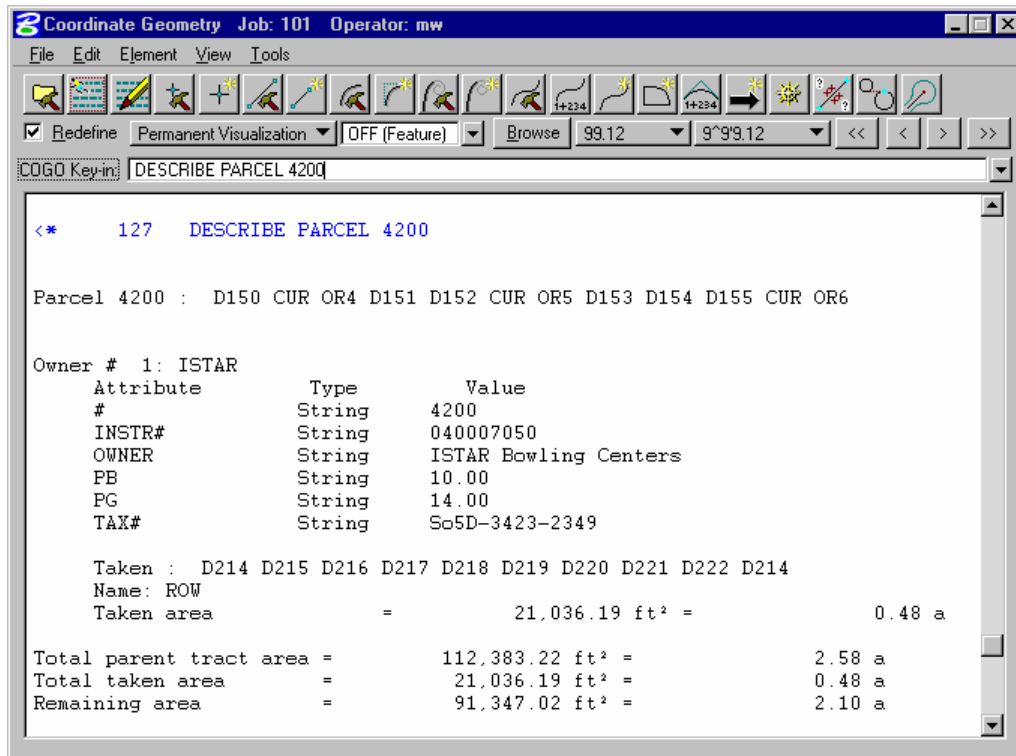 Coordinate Geometry Job: 101 Operator: mw
File Edit Element View Tools
1+234 1+234
Redefine Permanent Visualization OFF (Feature) Browse 99.12 9^9'9.12 << < > >>
COGO Key-in: DESCRIBE PARCEL 4200
<* 127 DESCRIBE PARCEL 4200
Parcel 4200 : D150 CUR OR4 D151 D152 CUR OR5 D153 D154 D155 CUR OR6
Owner # 1: ISTAR
Attribute Type Value
# String 4200
INSTR# String 040007050
OWNER String ISTAR Bowling Centers
PB String 10.00
PG String 14.00
TAX# String So5D-3423-2349
Taken : D214 D215 D216 D217 D218 D219 D220 D221 D222 D214
Name: ROW
Taken area = 21,036.19 ft² = 0.48 a
Total parent tract area = 112,383.22 ft² = 2.58 a
Total taken area = 21,036.19 ft² = 0.48 a
Remaining area = 91,347.02 ft² = 2.10 a